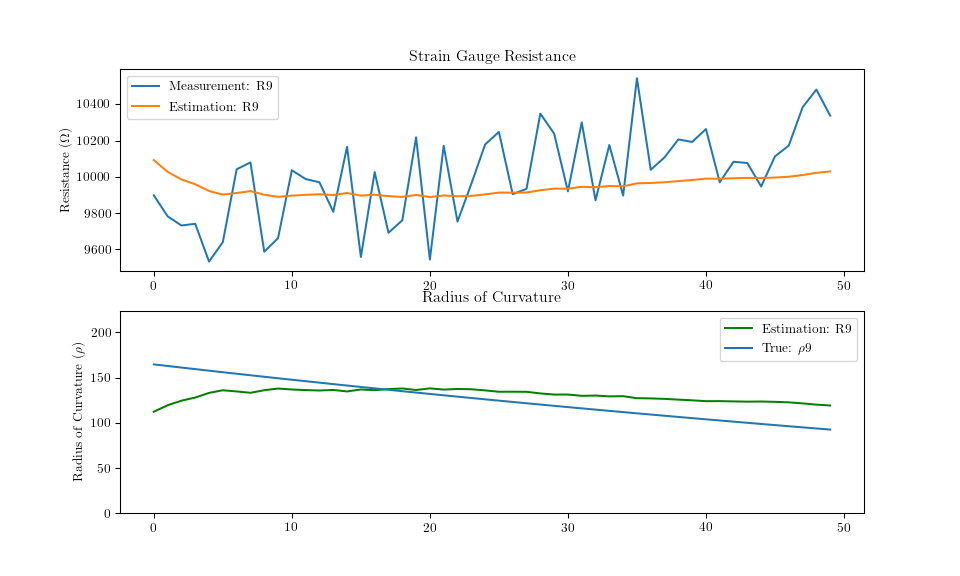 Strain Gauge Resistance
Resistance (Ω)
10400
10200
10000
9800
9600
Measurement: R9
Estimation: R9
0 10 20 30 40 50
Radius of Curvature
Radius of Curvature (ρ)
200
150
100
50
0
Estimation: R9
True: ρ9
0 10 20 30 40 50